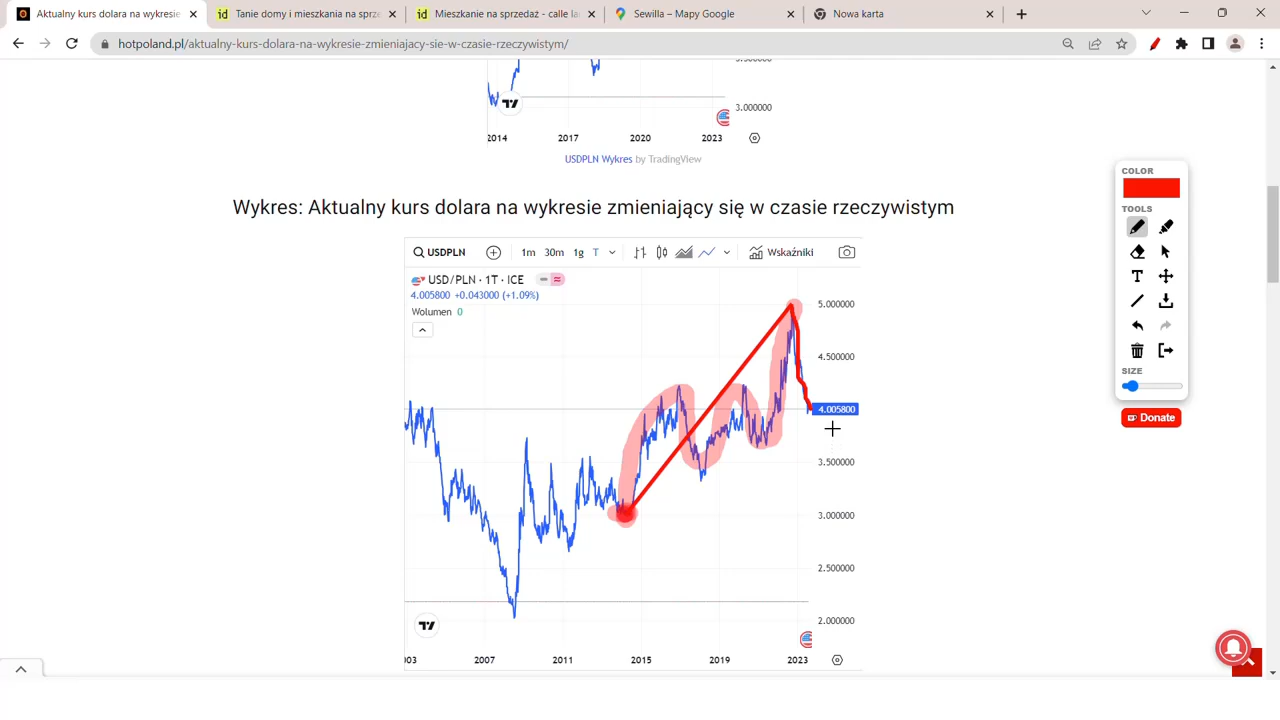 Aktualny kurs dolara na wykresie
Tanie domy i mieszkania na sprze
Mieszkanie na sprzedaż - calle la
Sewilla – Mapy Google
Nowa karta
hotpoland.pl/aktualny-kurs-dolara-na-wykresie-zmieniajacy-sie-w-czasie-rzeczywistym/
3.000000
2014 2017 2020 2023
USDPLN Wykres by TradingView
Wykres: Aktualny kurs dolara na wykresie zmieniający się w czasie rzeczywistym
USDPLN 1m 30m 1g T Wskaźniki
USD/PLN · 1T · ICE
4.005800 +0.043000 (+1.09%)
Wolumen 0
5.000000
4.500000
4.005800
3.500000
3.000000
2.500000
2.000000
003 2007 2011 2015 2019 2023
COLOR
TOOLS
T
SIZE
Donate